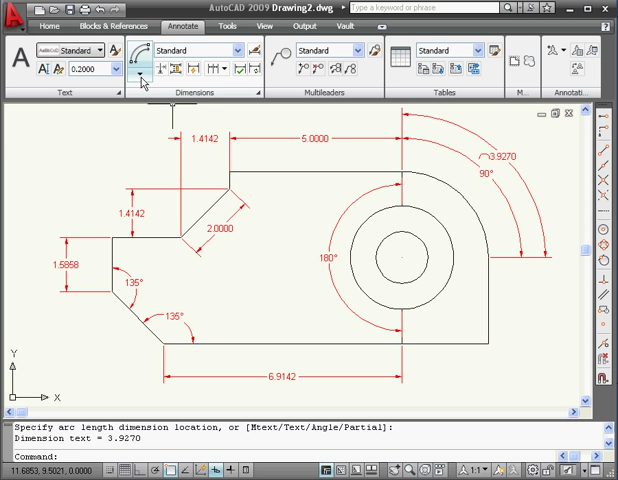 AutoCAD 2009 Drawing2.dwg
Type a keyword or phrase
Home Blocks & References Annotate Tools Output Vault
Standard
Standard
Standard
Standard
0.2000
Text
Dimensions
Multileaders
Tables
M...
Annotati...
1.4142
5.0000
3.9270
90°
1.4142
2.0000
180°
1.5858
135°
135°
6.9142
Y
X
Specify arc length dimension location, or [Mtext/Text/Angle/Partial]:
Dimension text = 3.9270
Command:
11.6853, 9.5021, 0.0000
1:1